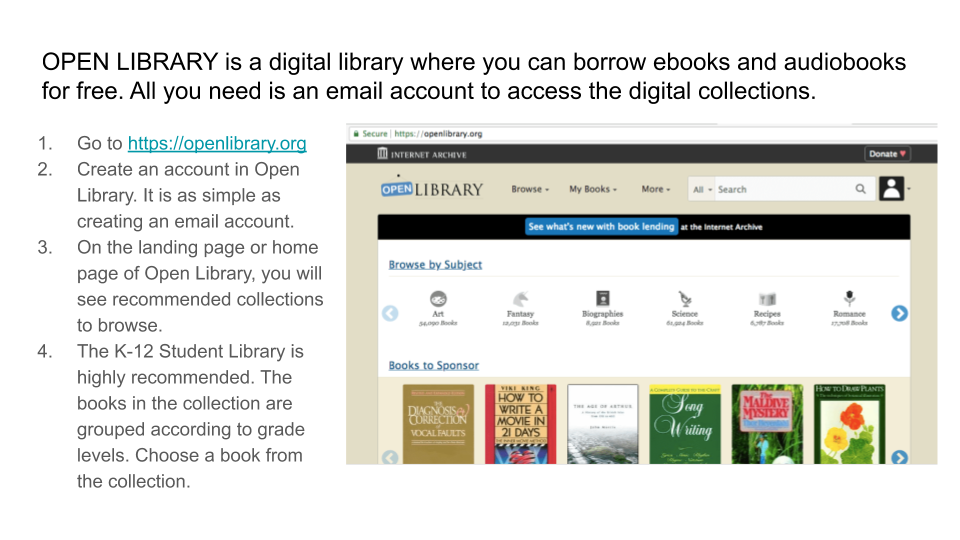 OPEN LIBRARY is a digital library where you can borrow ebooks and audiobooks
for free. All you need is an email account to access the digital collections.
1. Go to https://openlibrary.org
2. Create an account in Open
Library. It is as simple as
creating an email account.
3. On the landing page or home
page of Open Library, you will
see recommended collections
to browse.
4. The K-12 Student Library is
highly recommended. The
books in the collection are
grouped according to grade
levels. Choose a book from
the collection.
Secure | https://openlibrary.org
INTERNET ARCHIVE Donate
OPEN LIBRARY Browse My Books More All Search
See what's new with book lending at the Internet Archive
Browse by Subject
Art Fantasy Biographies Science Recipes Romance
34,090 Books 12,031 Books 8,921 Books 61,924 Books 6,787 Books 17,708 Books
Books to Sponsor
THE
DIAGNOSIS &
CORRECTION
of
VOCAL FAULTS
VIKI KING
HOW TO
WRITE A
MOVIE IN
21 DAYS
THE AGE OF ARTHUR
John Morris
Song
Writing
THE
MALDIVE
MYSTERY
HOW TO DRAW PLANTS